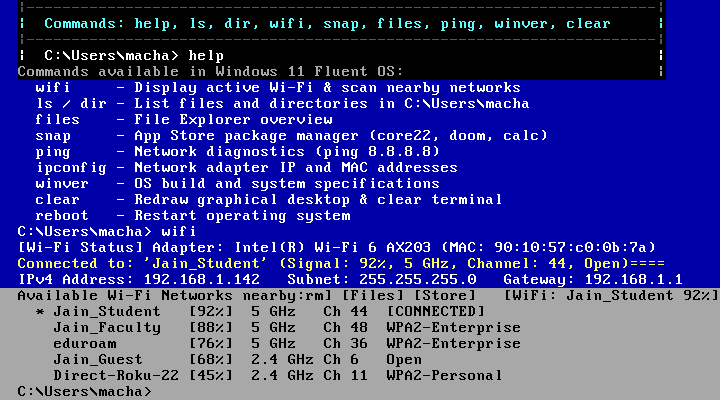 |---------------------------------------------------------------------------|
|  Commands: help, ls, dir, wifi, snap, files, ping, winver, clear      |
|---------------------------------------------------------------------------|
|  C:\Users\macha> help                                                 |
Commands available in Windows 11 Fluent OS:                            |
  wifi     - Display active Wi-Fi & scan nearby networks
  ls / dir - List files and directories in C:\Users\macha
  files    - File Explorer overview
  snap     - App Store package manager (core22, doom, calc)
  ping     - Network diagnostics (ping 8.8.8.8)
  ipconfig - Network adapter IP and MAC addresses
  winver   - OS build and system specifications
  clear    - Redraw graphical desktop & clear terminal
  reboot   - Restart operating system
C:\Users\macha> wifi
[Wi-Fi Status] Adapter: Intel(R) Wi-Fi 6 AX203 (MAC: 90:10:57:c0:0b:7a)
Connected to: 'Jain_Student' (Signal: 92%, 5 GHz, Channel: 44, Open)====
IPv4 Address: 192.168.1.142   Subnet: 255.255.255.0   Gateway: 192.168.1.1
Available Wi-Fi Networks nearby:rm] [Files] [Store]   [WiFi: Jain_Student 92%]
  * Jain_Student   [92%]  5 GHz   Ch 44  [CONNECTED]
    Jain_Faculty   [88%]  5 GHz   Ch 48  WPA2-Enterprise
    eduroam        [76%]  5 GHz   Ch 36  WPA2-Enterprise
    Jain_Guest     [68%]  2.4 GHz Ch 6   Open
    Direct-Roku-22 [45%]  2.4 GHz Ch 11  WPA2-Personal
C:\Users\macha>